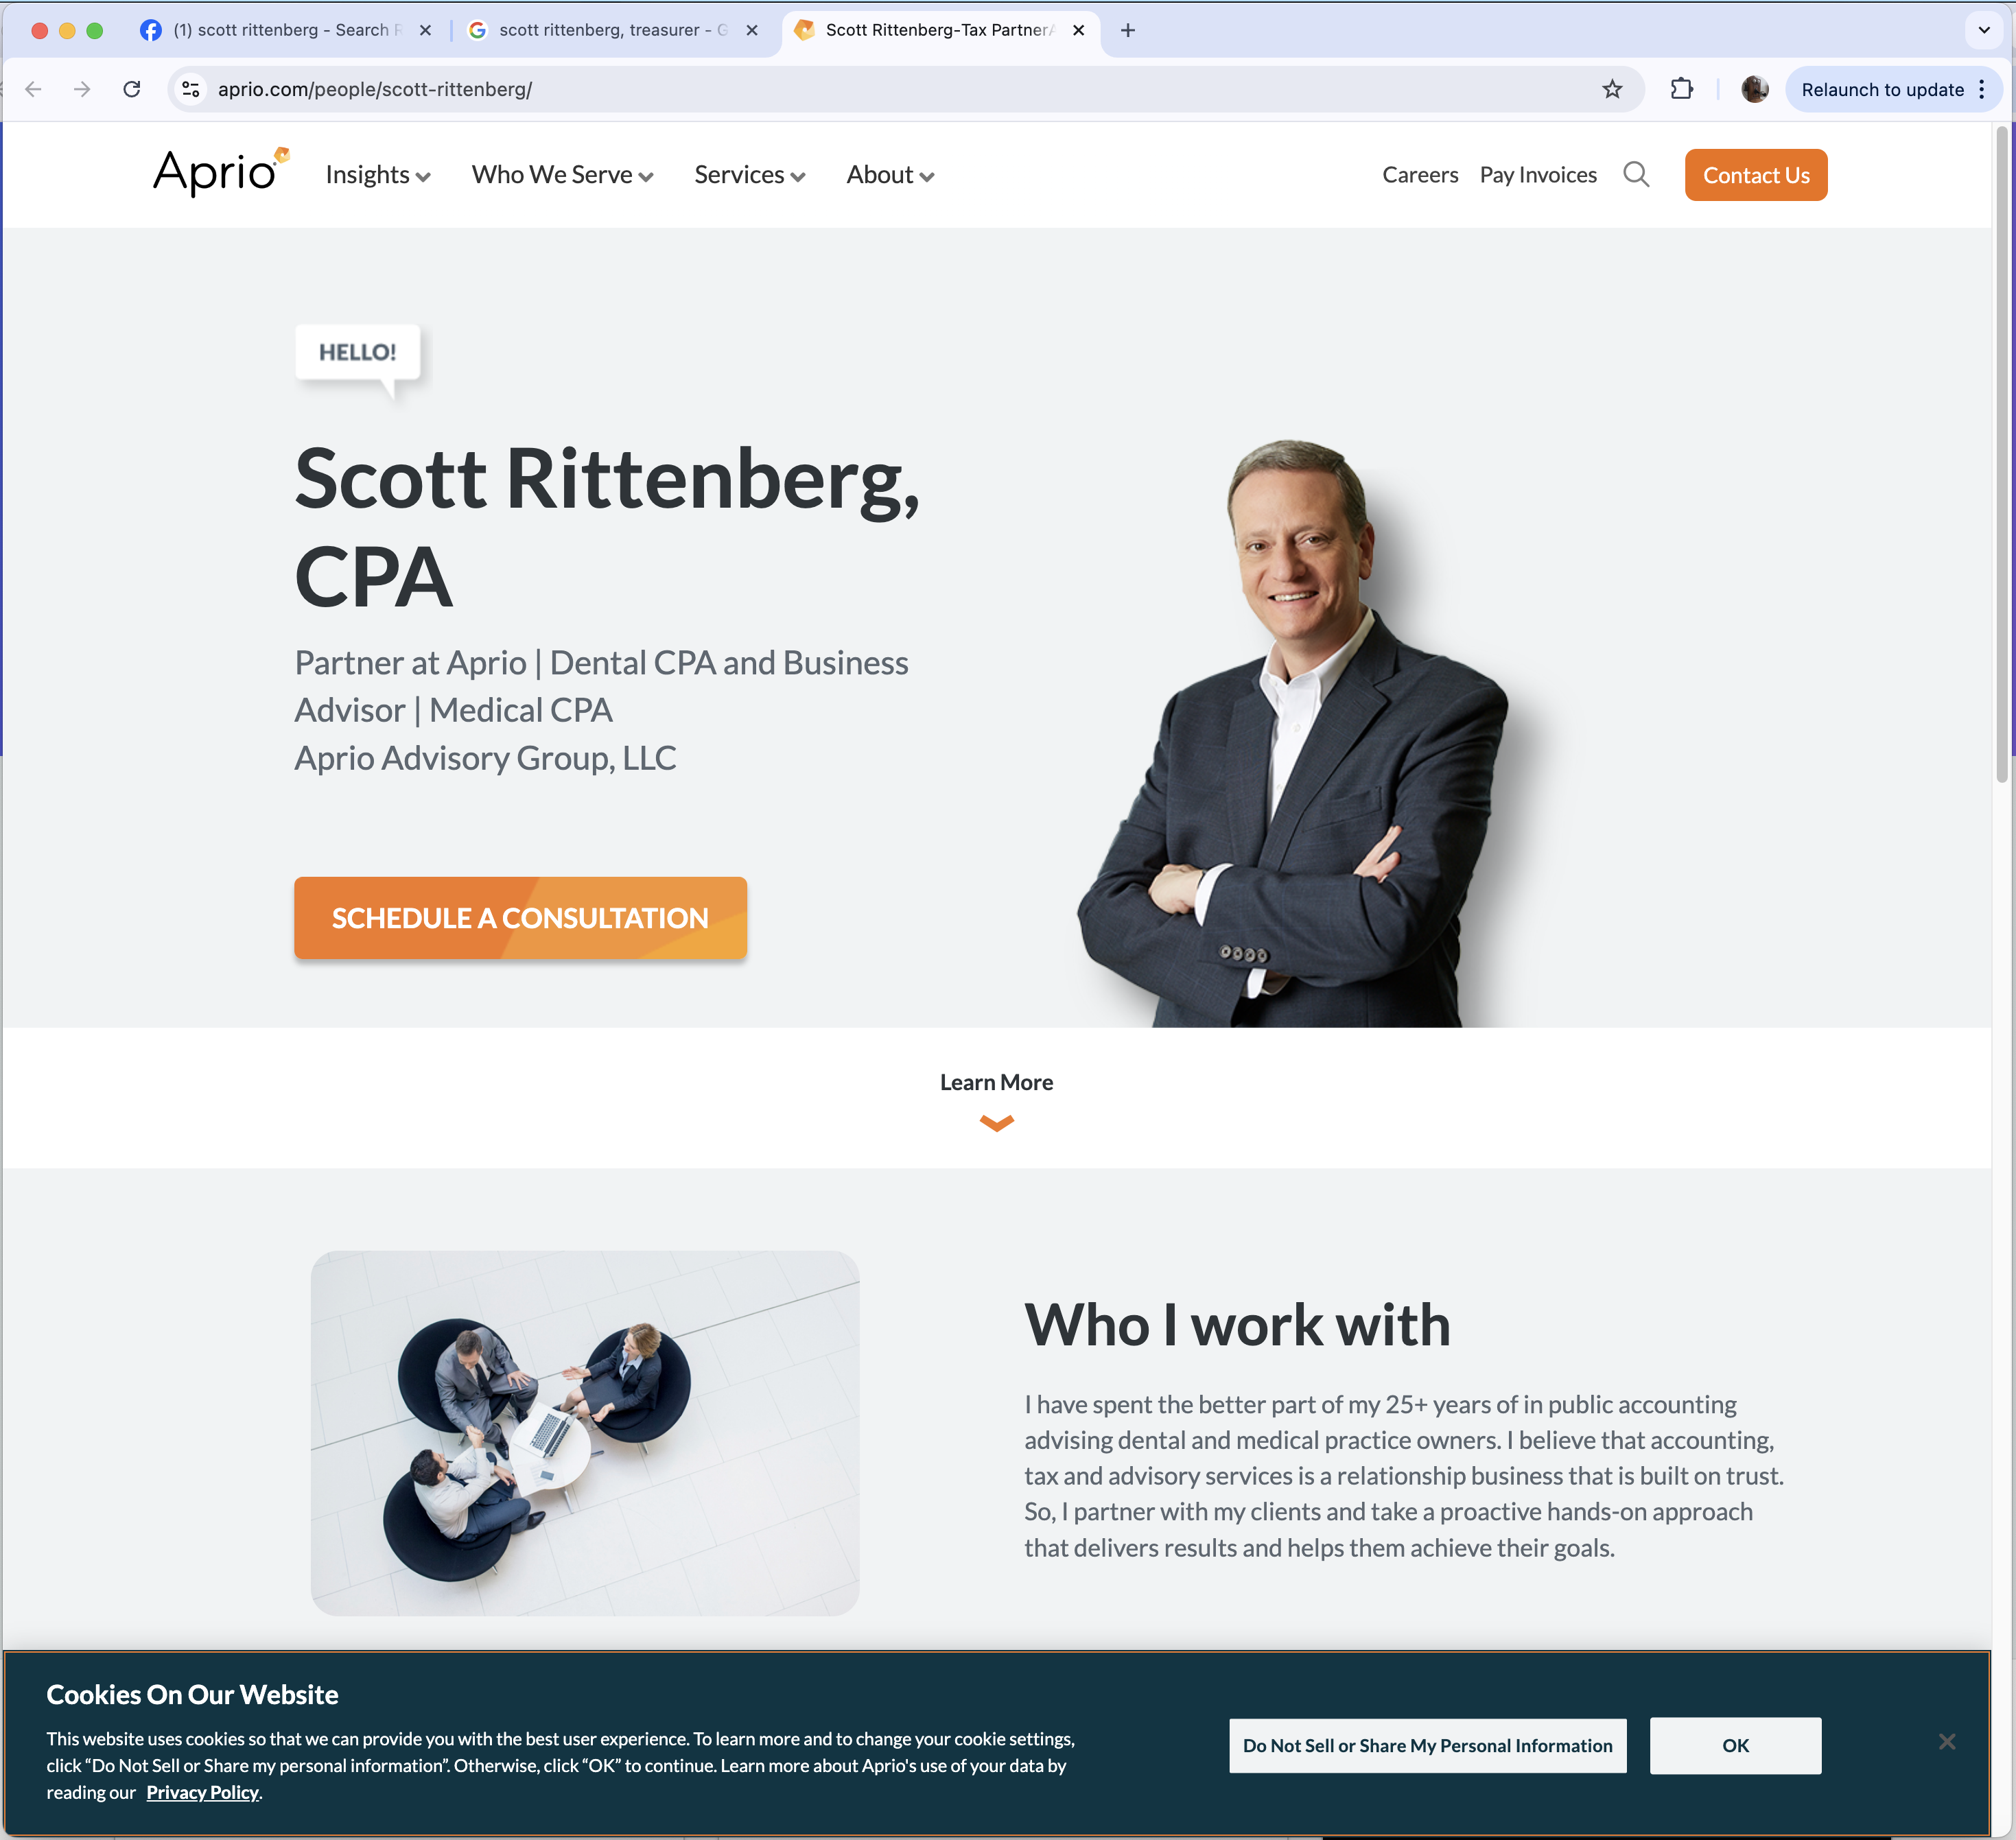 (1) scott rittenberg - Search R
scott rittenberg, treasurer - G
Scott Rittenberg-Tax PartnerA
aprio.com/people/scott-rittenberg/
Relaunch to update
Aprio
Insights
Who We Serve
Services
About
Careers
Pay Invoices
Contact Us
HELLO!
Scott Rittenberg,
CPA
Partner at Aprio | Dental CPA and Business
Advisor | Medical CPA
Aprio Advisory Group, LLC
SCHEDULE A CONSULTATION
Learn More
Who I work with
I have spent the better part of my 25+ years of in public accounting
advising dental and medical practice owners. I believe that accounting,
tax and advisory services is a relationship business that is built on trust.
So, I partner with my clients and take a proactive hands-on approach
that delivers results and helps them achieve their goals.
Cookies On Our Website
This website uses cookies so that we can provide you with the best user experience. To learn more and to change your cookie settings,
click “Do Not Sell or Share my personal information”. Otherwise, click “OK” to continue. Learn more about Aprio's use of your data by
reading our Privacy Policy.
Do Not Sell or Share My Personal Information
OK